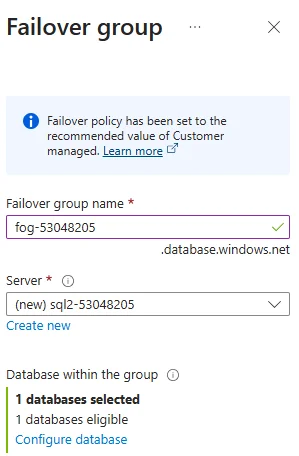 Failover group
...
Failover policy has been set to the
recommended value of Customer
managed. Learn more
Failover group name *
fog-53048205
.database.windows.net
Server *
(new) sql2-53048205
Create new
Database within the group
1 databases selected
1 databases eligible
Configure database